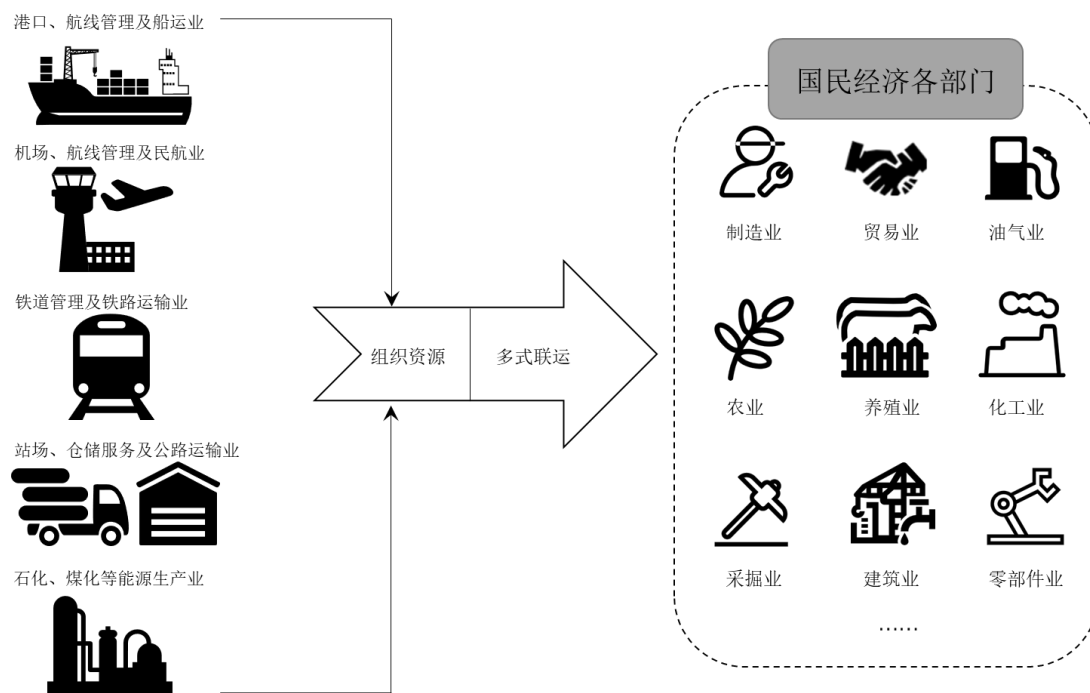 港口、航线管理及船运业
机场、航线管理及民航业
铁道管理及铁路运输业
站场、仓储服务及公路运输业
石化、煤化等能源生产业
组织资源
多式联运
国民经济各部门
制造业
贸易业
油气业
农业
养殖业
化工业
采掘业
建筑业
零部件业
……